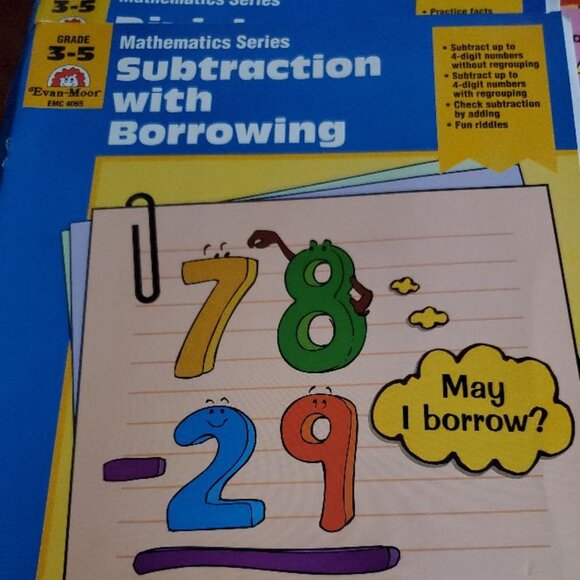 3-5
Mathematics Series
• Practice facts
GRADE
3-5
Evan-Moor
EMC 4065
Mathematics Series
Subtraction
with
Borrowing
• Subtract up to
4-digit numbers
without regrouping
• Subtract up to
4-digit numbers
with regrouping
• Check subtraction
by adding
• Fun riddles
78
- 29
May
I borrow?